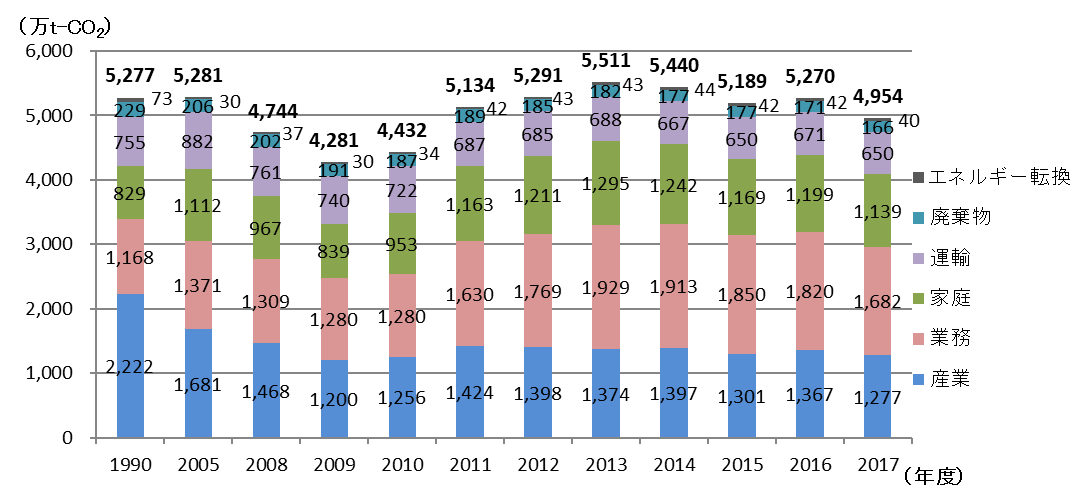 (万t-CO₂)
6,000
5,000
4,000
3,000
2,000
1,000
0
5,277 5,281 4,744 4,281 4,432 5,134 5,291 5,511 5,440 5,189 5,270 4,954
73 30 37 30 34 42 43 43 44 42 42 40
229 206 202 191 187 189 185 182 177 177 171 166
755 882 761 740 722 687 685 688 667 650 671 650
829 1,112 967 839 953 1,163 1,211 1,295 1,242 1,169 1,199 1,139
1,168 1,371 1,309 1,280 1,280 1,630 1,769 1,929 1,913 1,850 1,820 1,682
2,222 1,681 1,468 1,200 1,256 1,424 1,398 1,374 1,397 1,301 1,367 1,277
1990 2005 2008 2009 2010 2011 2012 2013 2014 2015 2016 2017
(年度)
エネルギー転換
廃棄物
運輸
家庭
業務
産業